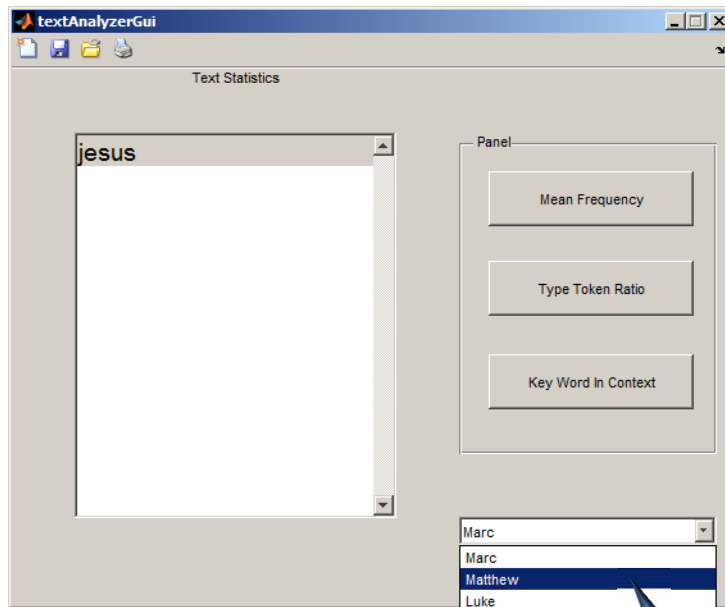 textAnalyzerGui
Text Statistics
jesus
Panel
Mean Frequency
Type Token Ratio
Key Word In Context
Marc
Marc
Matthew
Luke